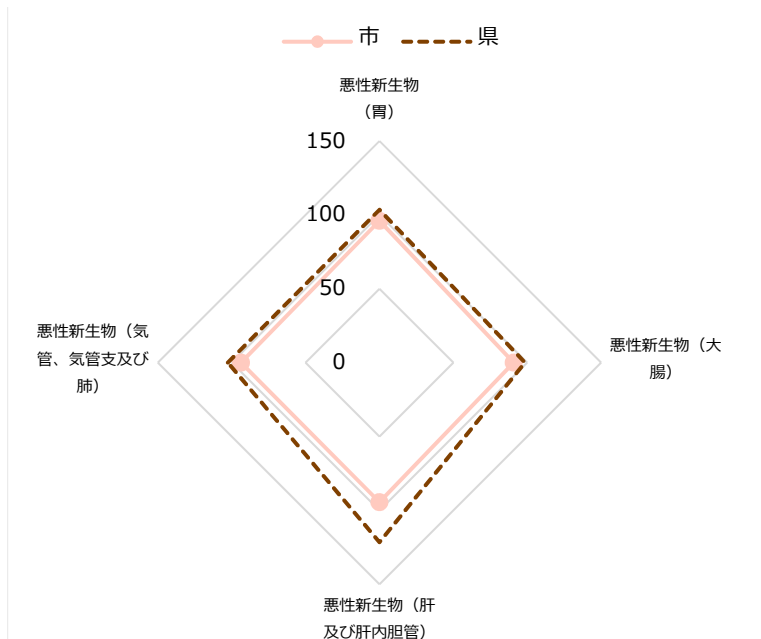 市 県
悪性新生物
（胃）
150
100
50
0
悪性新生物（気
管、気管支及び
肺）
悪性新生物（大
腸）
悪性新生物（肝
及び肝内胆管）